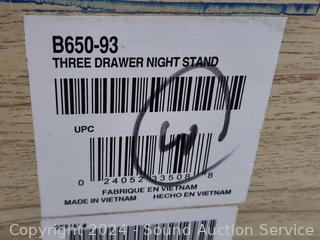 B650-93
THREE DRAWER NIGHT STAND
UPC
0 24052 33508 8
FABRIQUE EN VIETNAM
MADE IN VIETNAM HECHO EN VIETNAM
Copyright 2024 - Sound Auction Service